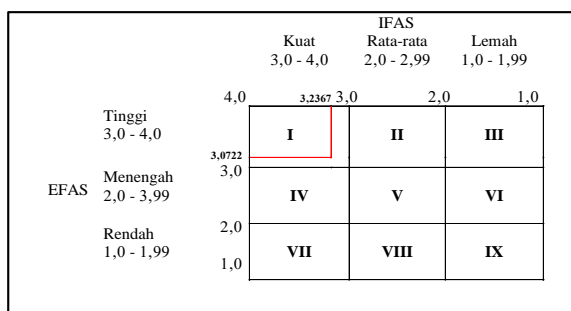 IFAS
Kuat Rata-rata Lemah
3,0 - 4,0 2,0 - 2,99 1,0 - 1,99
4,0 3,2367 3,0 2,0 1,0
Tinggi
3,0 - 4,0
I II III
3,0722
3,0
EFAS
Menengah
2,0 - 3,99
IV V VI
2,0
Rendah
1,0 - 1,99
VII VIII IX
1,0